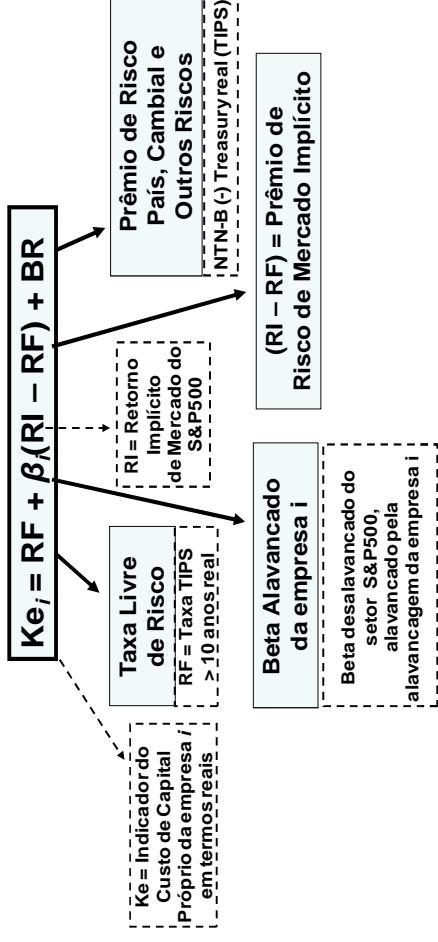 Ke i = RF + βi(RI – RF) + BR
Ke = Indicador do
Custo de Capital
Próprio da empresa i
em termos reais
Taxa Livre
de Risco
RF = Taxa TIPS
> 10 anos real
RI = Retorno
Implícito
de Mercado do
S&P500
Prêmio de Risco
País, Cambial e
Outros Riscos
NTN-B (-) Treasury real (TIPS)
Beta Alavancado
da empresa i
Beta desalavancado do
setor S&P500,
alavancado pela
alavancagem da empresa i
(RI – RF) = Prêmio de
Risco de Mercado Implícito